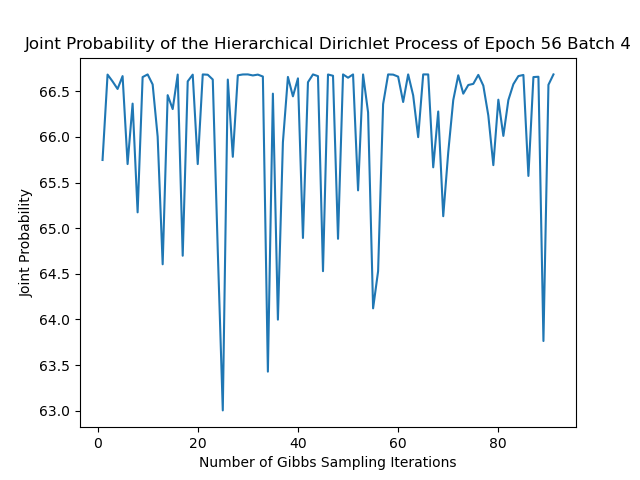 Joint Probability of the Hierarchical Dirichlet Process of Epoch 56 Batch 4
66.5
66.0
65.5
65.0
64.5
64.0
63.5
63.0
Joint Probability
0 20 40 60 80
Number of Gibbs Sampling Iterations